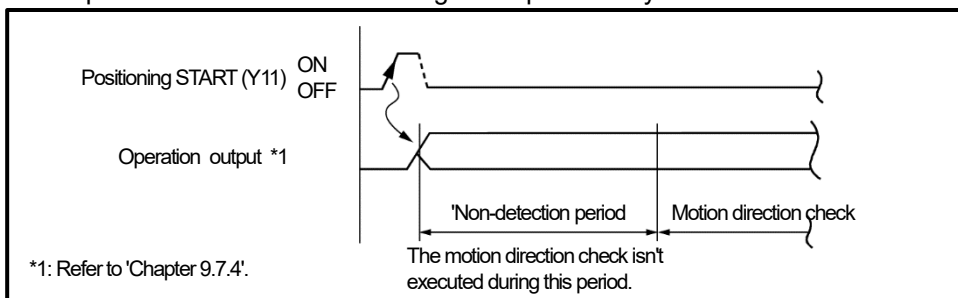 Positioning START (Y11)
ON
OFF
Operation output *1
'Non-detection period
Motion direction check
The motion direction check isn't
executed during this period.
*1: Refer to 'Chapter 9.7.4'.